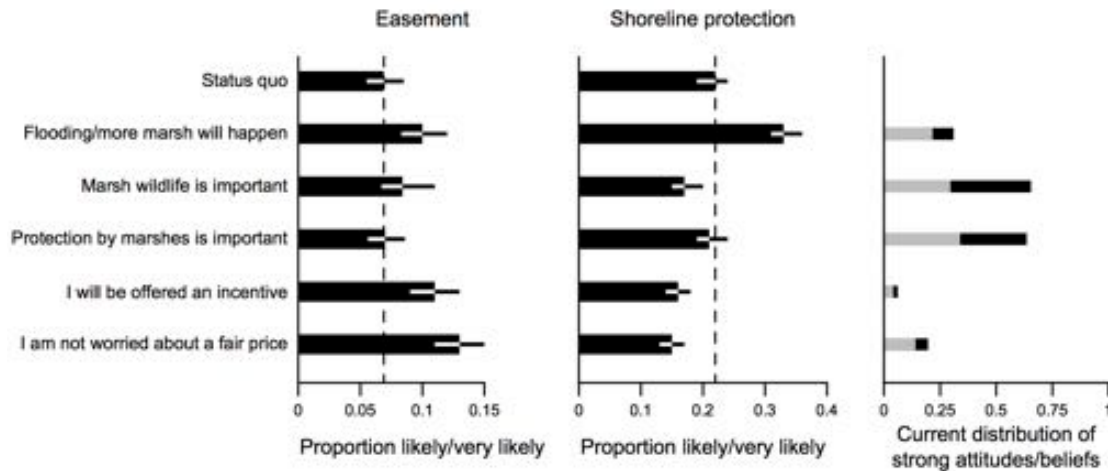 Easement
Shoreline protection
Status quo
Flooding/more marsh will happen
Marsh wildlife is important
Protection by marshes is important
I will be offered an incentive
I am not worried about a fair price
0 0.05 0.1 0.15
0 0.1 0.2 0.3 0.4
0 0.25 0.5 0.75 1
Proportion likely/very likely
Proportion likely/very likely
Current distribution of
strong attitudes/beliefs